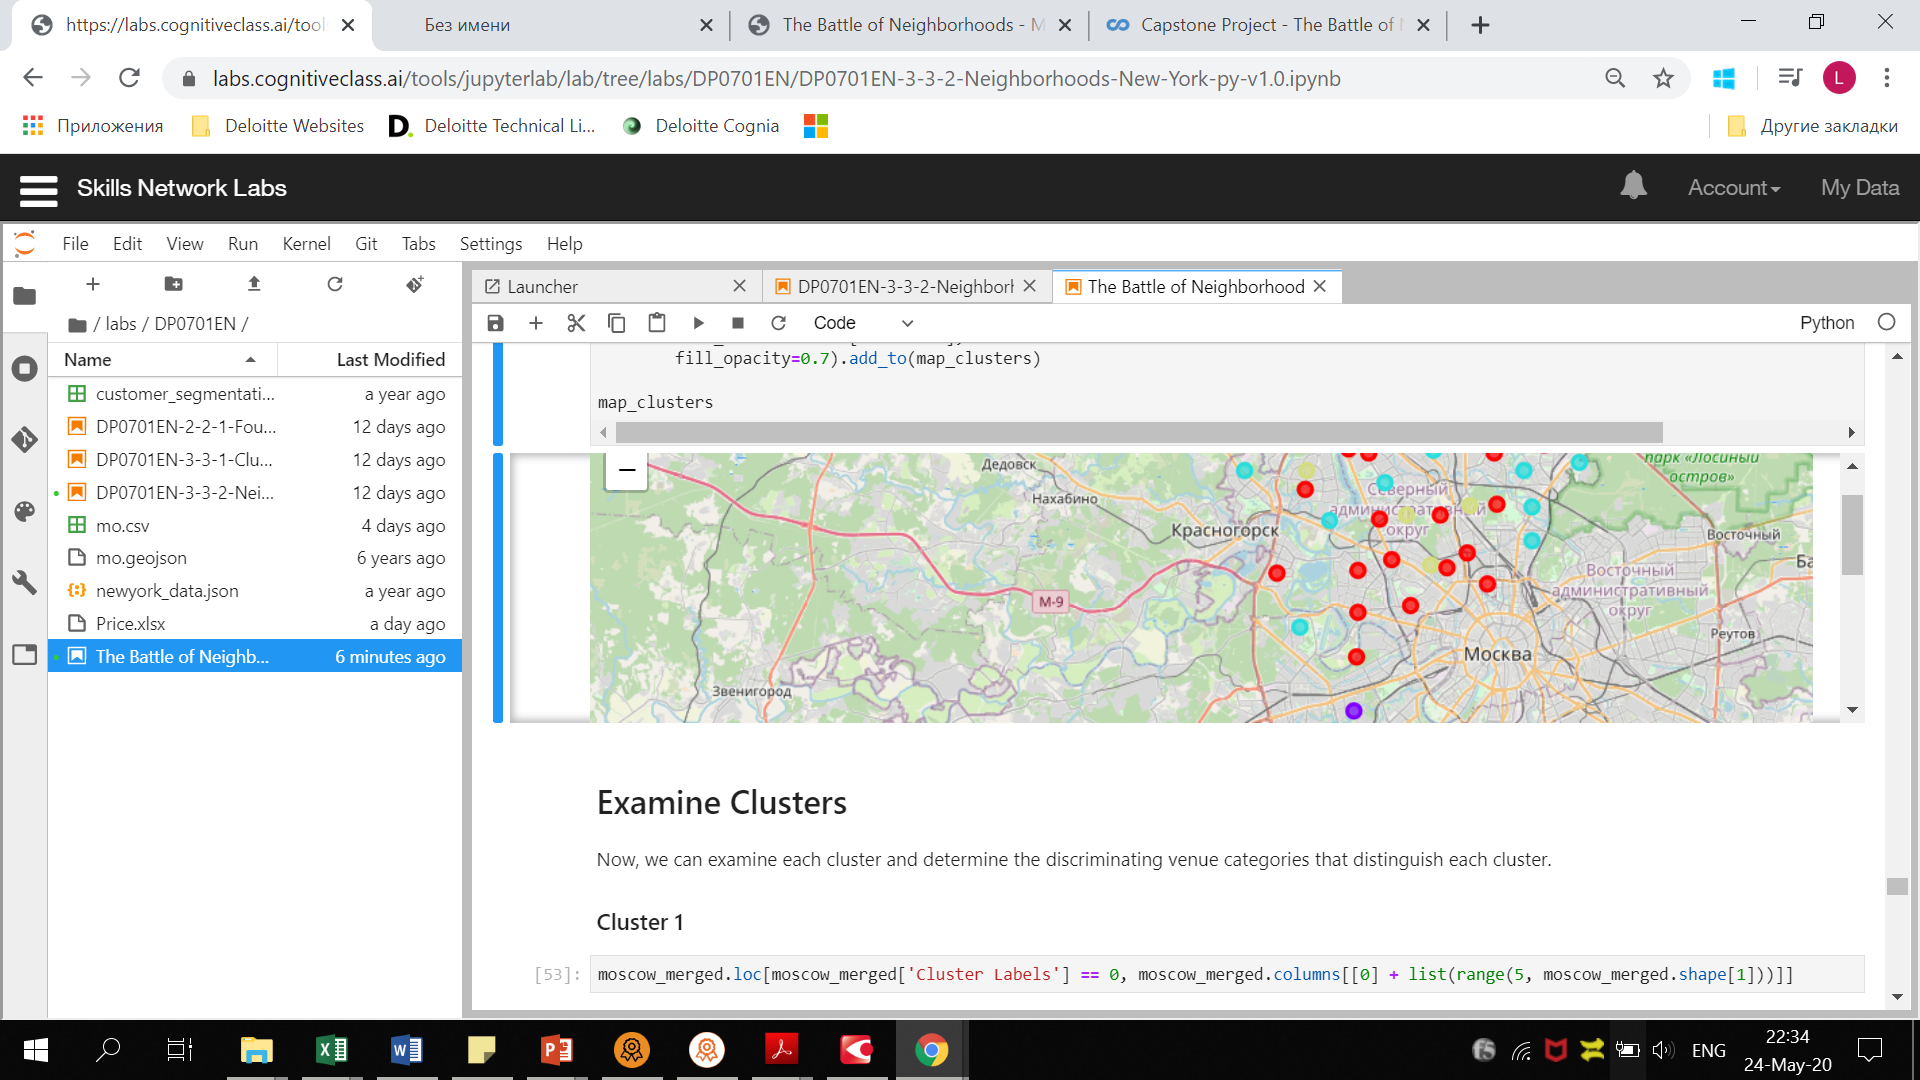 https://labs.cognitiveclass.ai/tool
Без имени
The Battle of Neighborhoods - M
Capstone Project - The Battle of
labs.cognitiveclass.ai/tools/jupyterlab/lab/tree/labs/DP0701EN/DP0701EN-3-3-2-Neighborhoods-New-York-py-v1.0.ipynb
L
Приложения
Deloitte Websites
D.
Deloitte Technical Li...
Deloitte Cognia
Другие закладки
Skills Network Labs
Account
My Data
File Edit View Run Kernel Git Tabs Settings Help
Launcher
DP0701EN-3-3-2-Neighborh
The Battle of Neighborhood
/ labs / DP0701EN /
Code
Python
Name Last Modified
customer_segmentati... a year ago
DP0701EN-2-2-1-Fou... 12 days ago
DP0701EN-3-3-1-Clu... 12 days ago
DP0701EN-3-3-2-Nei... 12 days ago
mo.csv 4 days ago
mo.geojson 6 years ago
newyork_data.json a year ago
Price.xlsx a day ago
The Battle of Neighb... 6 minutes ago
fill_opacity=0.7).add_to(map_clusters)
map_clusters
−
Дедовск
Нахабино
Красногорск
Северный
административный
округ
парк «Лосиный
остров»
Восточный
Ба
Восточный
административный
округ
М-9
Реутов
Москва
Звенигород
Examine Clusters
Now, we can examine each cluster and determine the discriminating venue categories that distinguish each cluster.
Cluster 1
[53]:
moscow_merged.loc[moscow_merged['Cluster Labels'] == 0, moscow_merged.columns[[0] + list(range(5, moscow_merged.shape[1]))]]
ENG
22:34
24-May-20